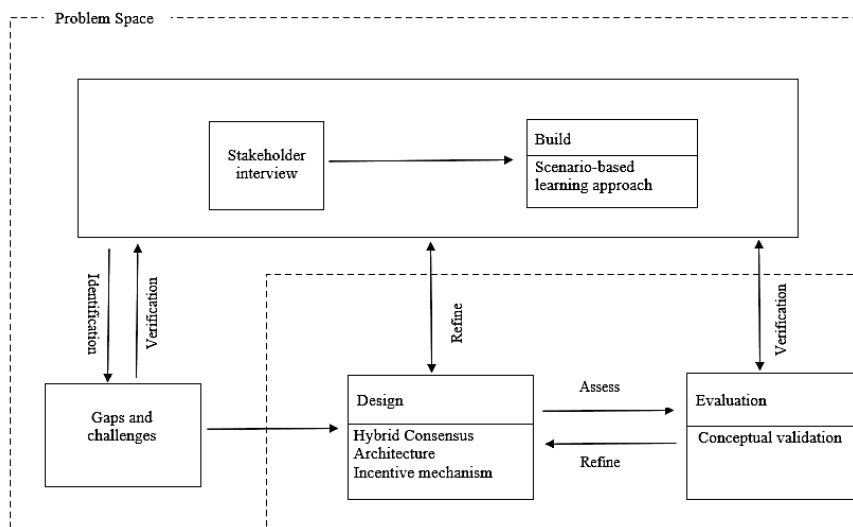 Problem Space
Stakeholder
interview
Build
Scenario-based
learning approach
Identification
Verification
Refine
Verification
Gaps and
challenges
Design
Hybrid Consensus
Architecture
Incentive mechanism
Assess
Refine
Evaluation
Conceptual validation